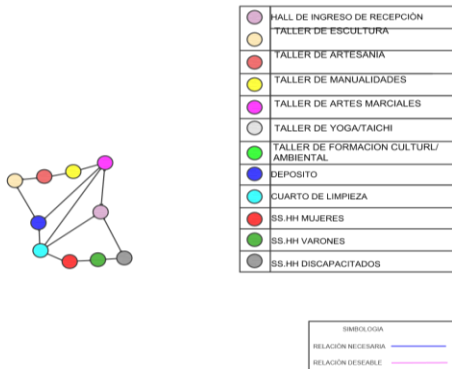 HALL DE INGRESO DE RECEPCIÓN
TALLER DE ESCULTURA
TALLER DE ARTESANIA
TALLER DE MANUALIDADES
TALLER DE ARTES MARCIALES
TALLER DE YOGA/TAICHI
TALLER DE FORMACION CULTURL/
AMBIENTAL
DEPOSITO
CUARTO DE LIMPIEZA
SS.HH MUJERES
SS.HH VARONES
SS.HH DISCAPACITADOS
SIMBOLOGIA
RELACIÓN NECESARIA
RELACIÓN DESEABLE